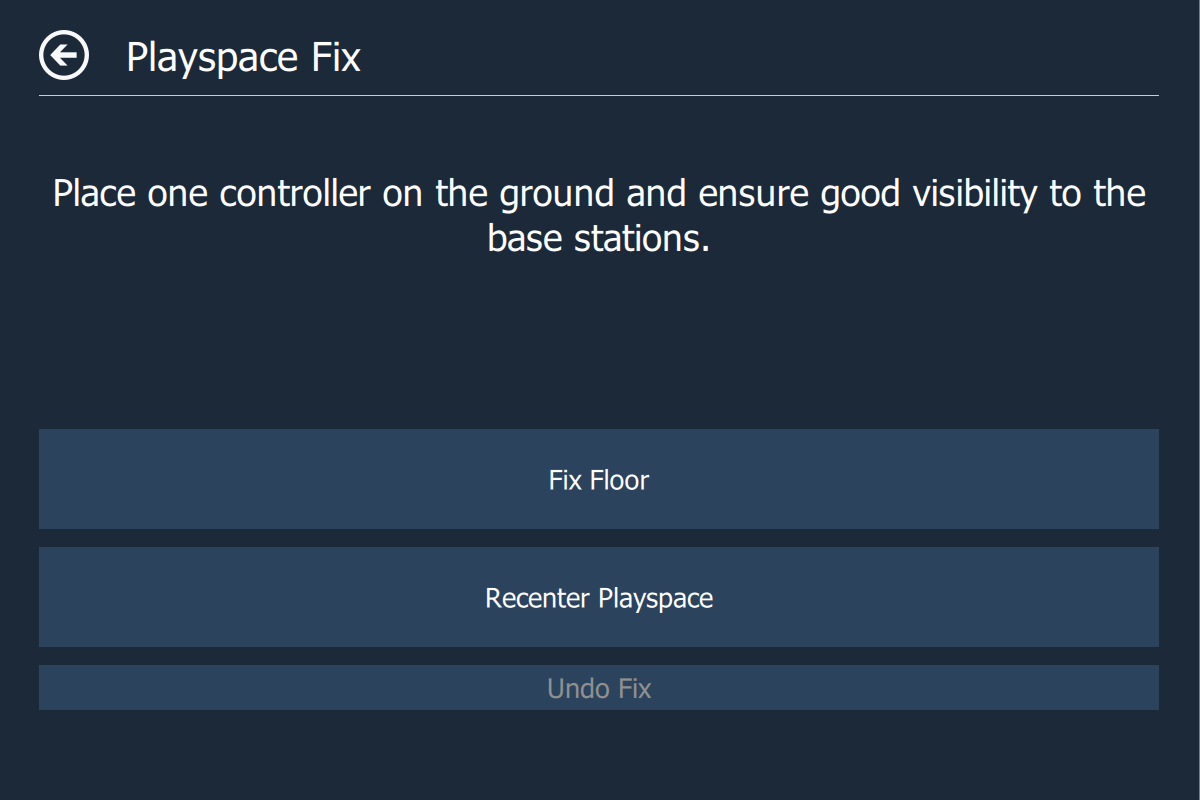 Playspace Fix
Place one controller on the ground and ensure good visibility to the
base stations.
Fix Floor
Recenter Playspace
Undo Fix